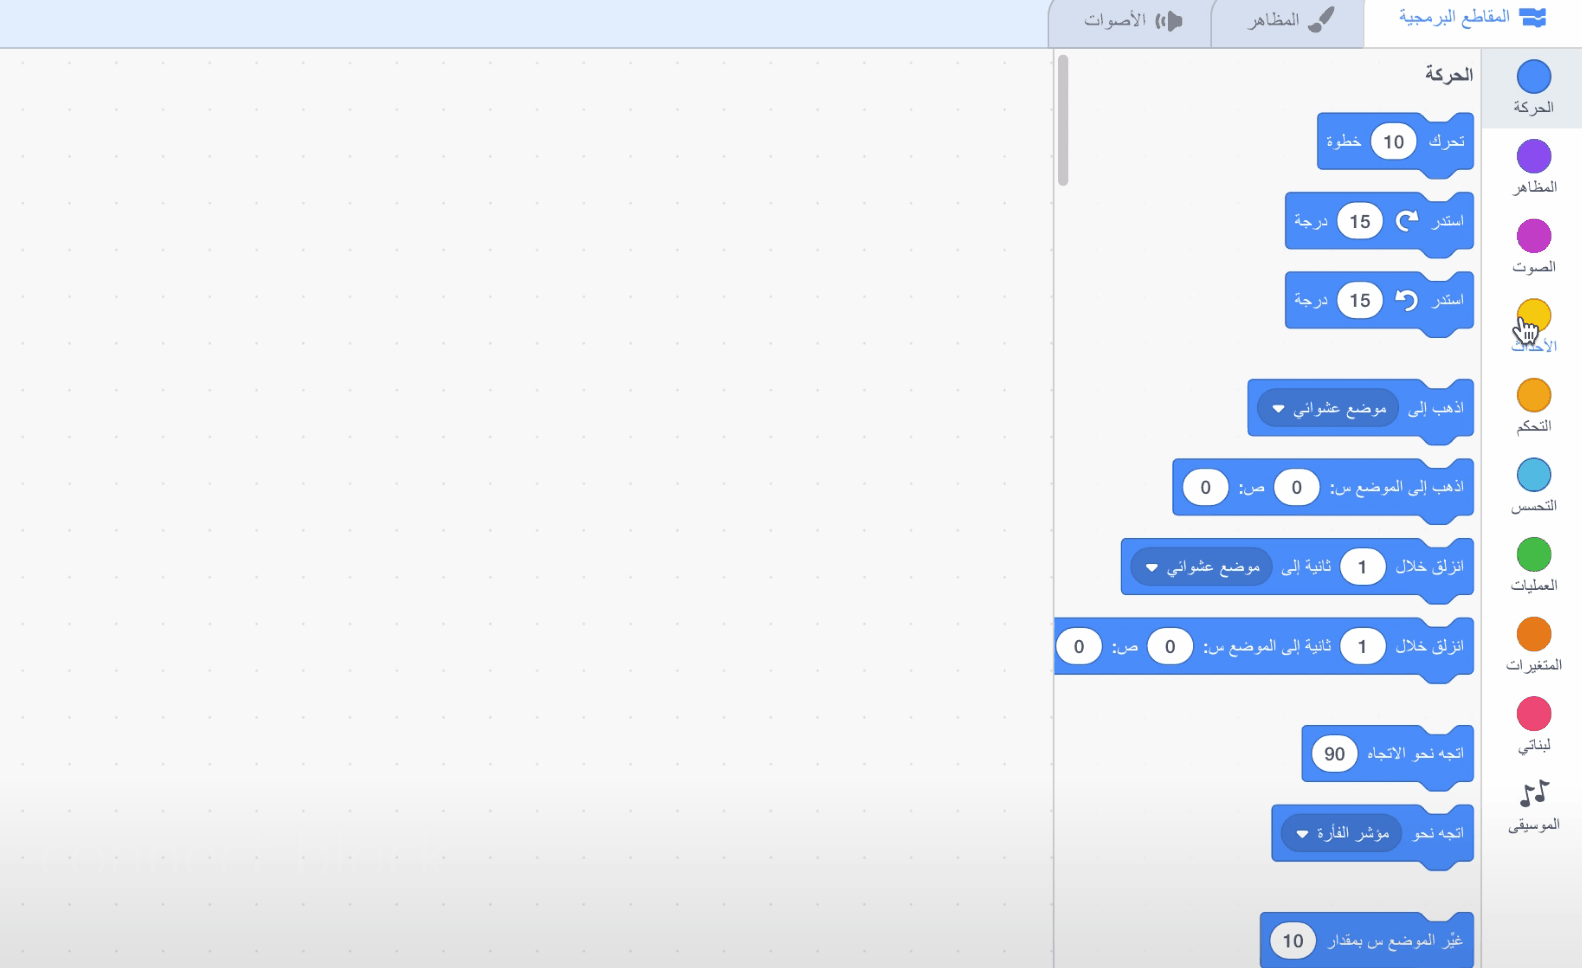 المقاطع البرمجية
المظاهر
الأصوات
الحركة
المظاهر
الصوت
الأحداث
التحكم
التحسس
العمليات
المتغيرات
لبناتي
الموسيقى
الحركة
تحرك 10 خطوة
استدر 15 درجة
استدر 15 درجة
اذهب إلى موضع عشوائي
اذهب إلى الموضع س: 0 ص: 0
انزلق خلال 1 ثانية إلى موضع عشوائي
انزلق خلال 1 ثانية إلى الموضع س: 0 ص: 0
اتجه نحو الاتجاه 90
اتجه نحو مؤشر الفأرة
غيِّر الموضع س بمقدار 10